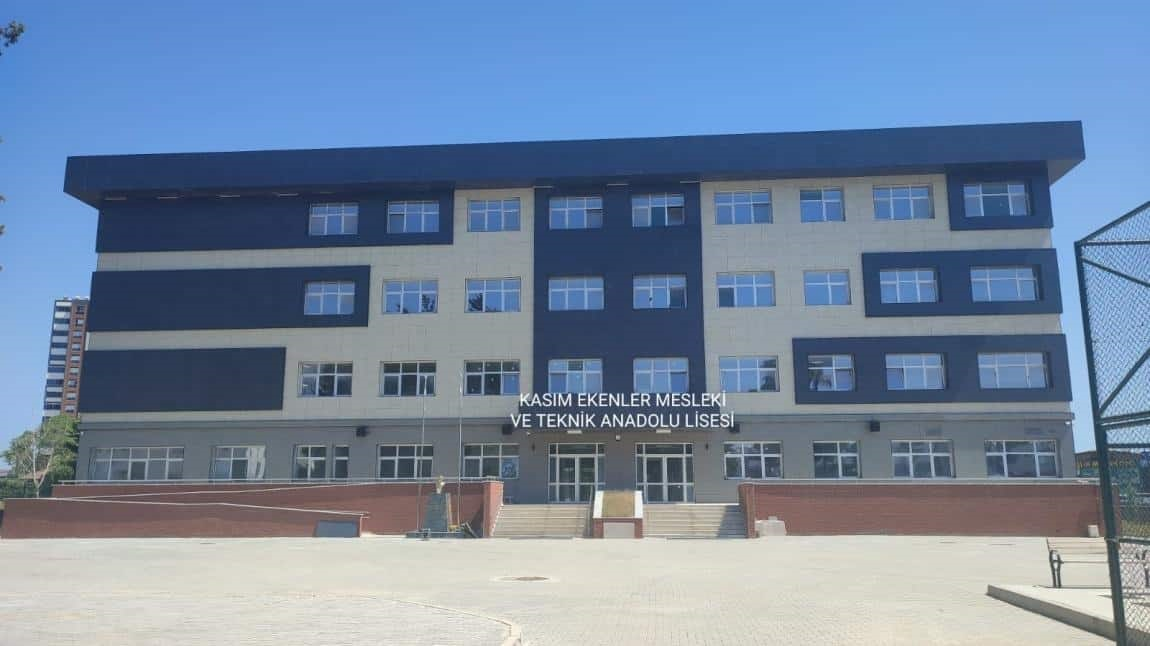 KASIM EKENLER MESLEKİ
VE TEKNİK ANADOLU LİSESİ